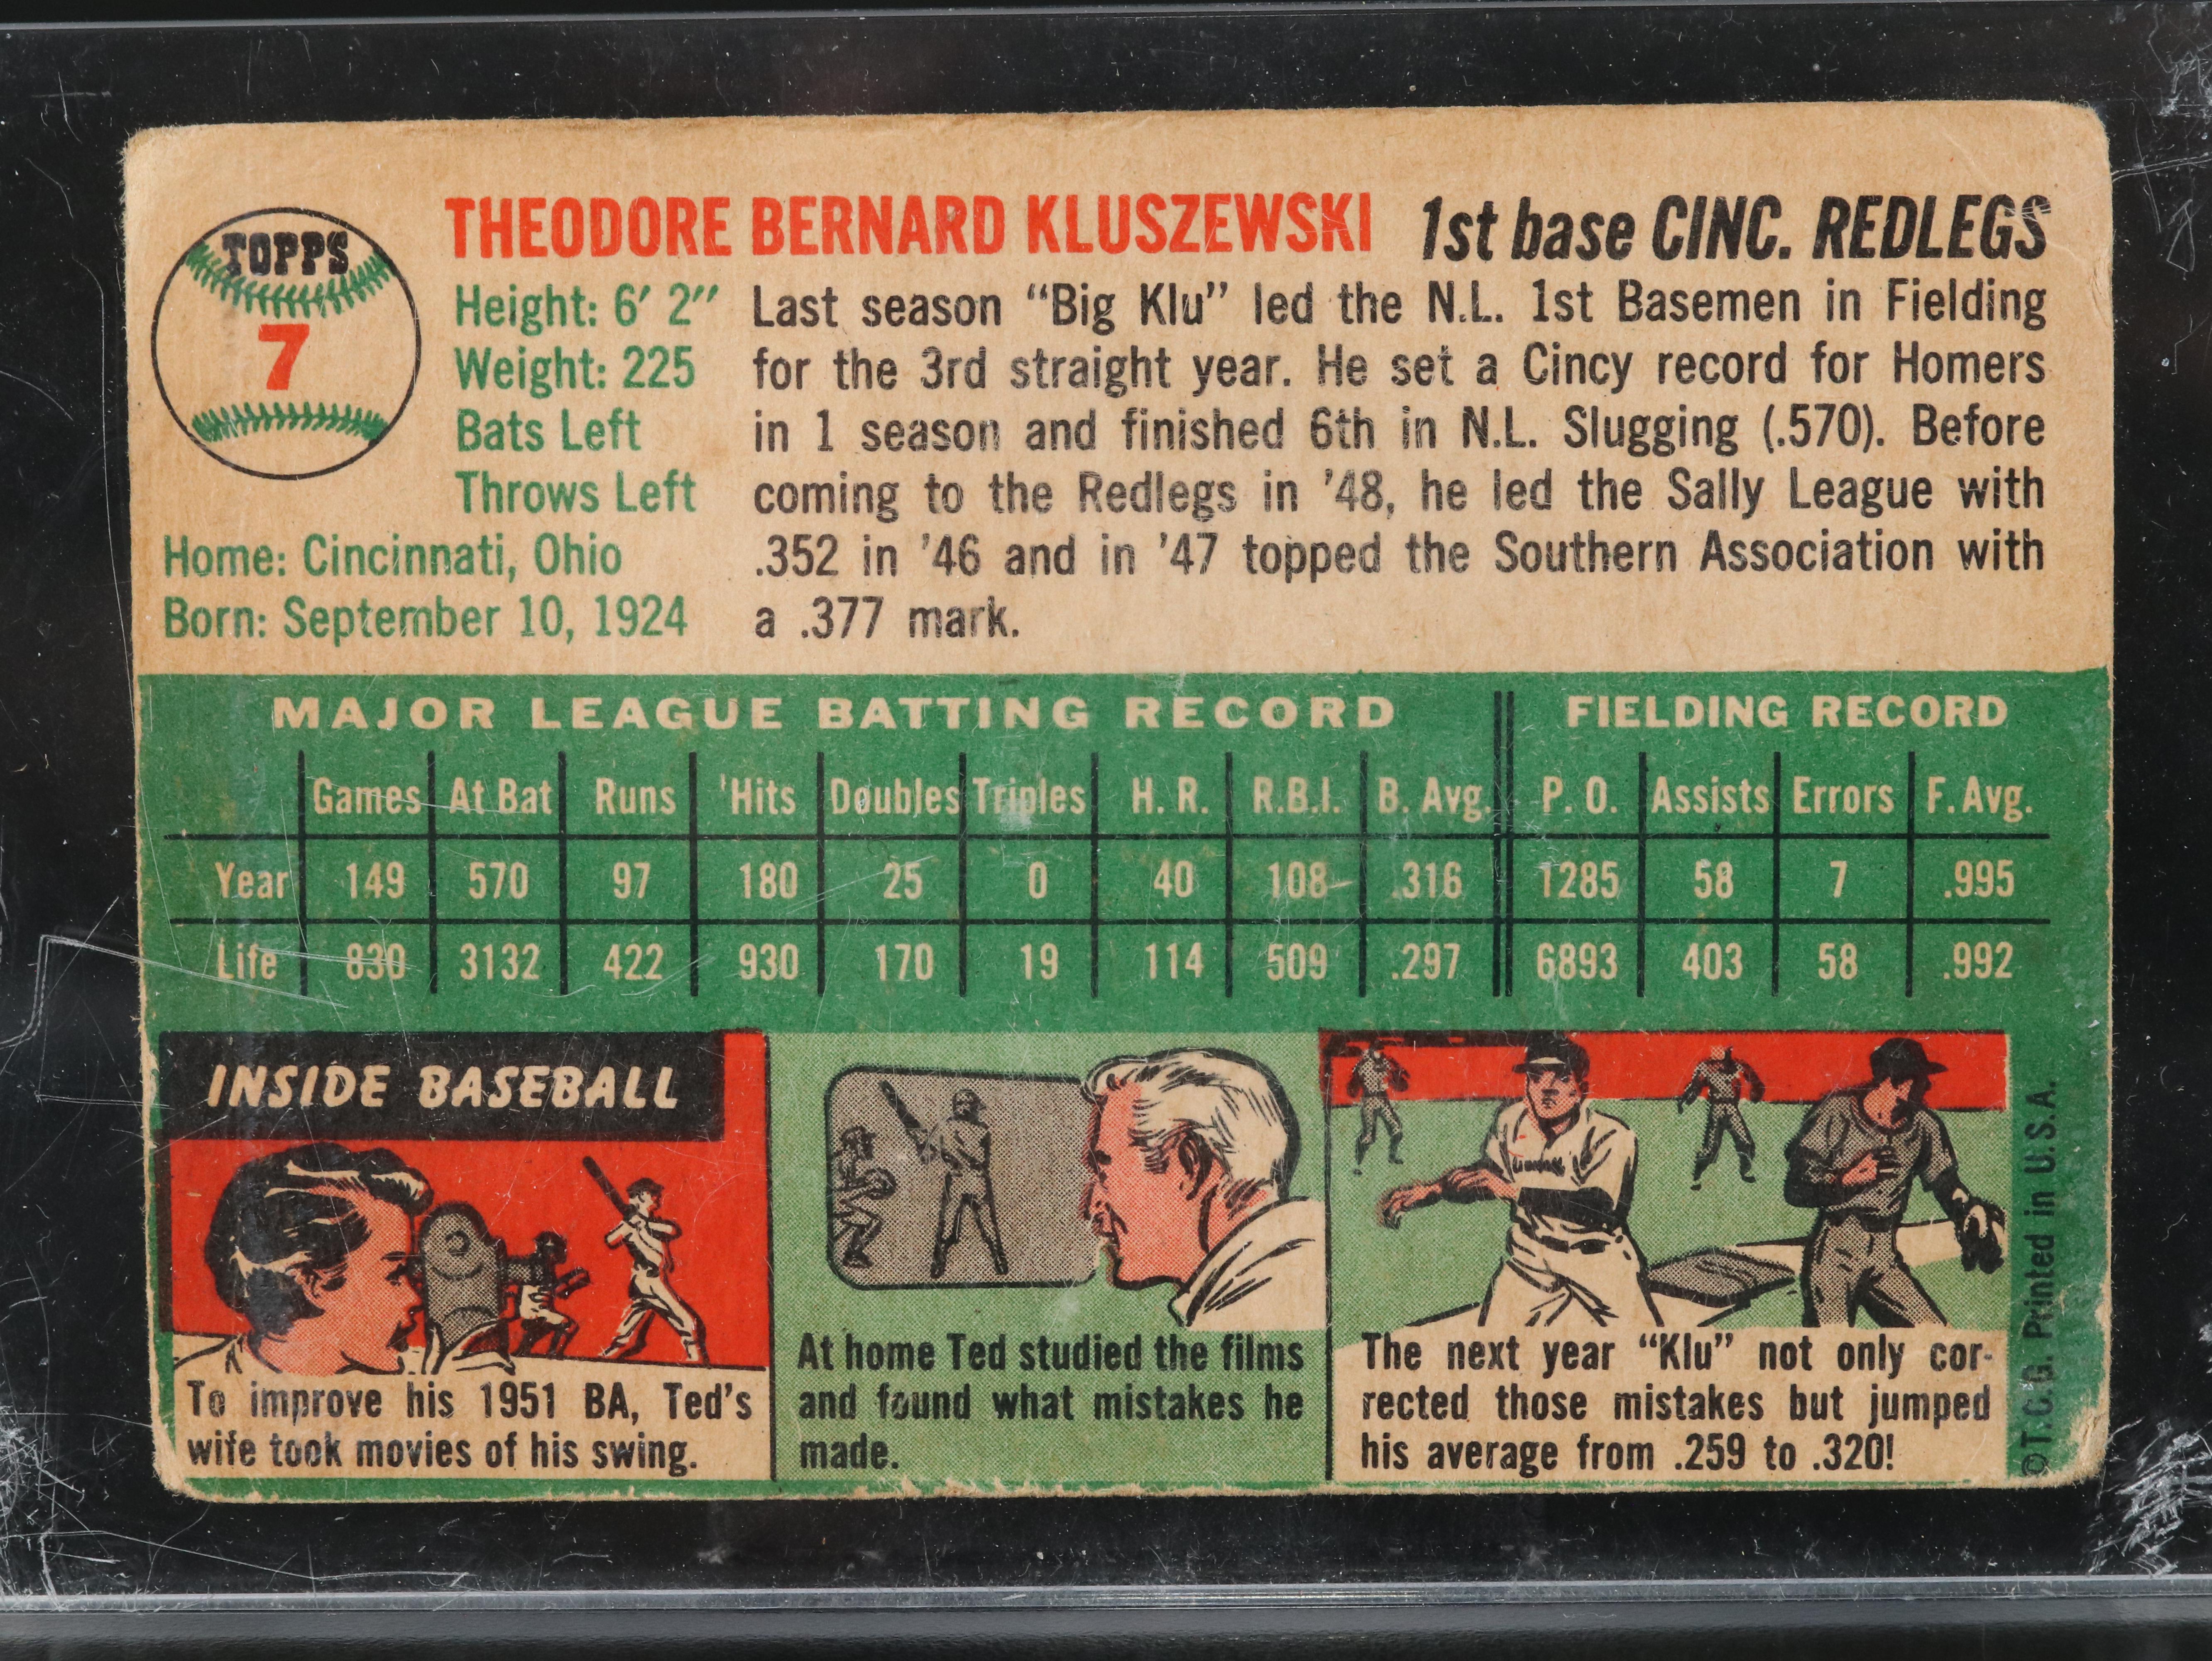 TOPPS
7
THEODORE BERNARD KLUSZEWSKI 1st base CINC. REDLEGS
Height: 6′ 2″
Weight: 225
Bats Left
Throws Left
Home: Cincinnati, Ohio
Born: September 10, 1924
Last season “Big Klu” led the N.L. 1st Basemen in Fielding
for the 3rd straight year. He set a Cincy record for Homers
in 1 season and finished 6th in N.L. Slugging (.570). Before
coming to the Redlegs in ’48, he led the Sally League with
.352 in ’46 and in ’47 topped the Southern Association with
a .377 mark.
MAJOR LEAGUE BATTING RECORD FIELDING RECORD
Games At Bat Runs Hits Doubles Triples H. R. R.B.I. B. Avg. P. O. Assists Errors F. Avg.
Year 149 570 97 180 25 0 40 108 .316 1285 58 7 .995
Life 830 3132 422 930 170 19 114 509 .297 6893 403 58 .992
INSIDE BASEBALL
To improve his 1951 BA, Ted’s
wife took movies of his swing.
At home Ted studied the films
and found what mistakes he
made.
The next year “Klu” not only cor-
rected those mistakes but jumped
his average from .259 to .320!
© T.C.G. Printed in U.S.A.